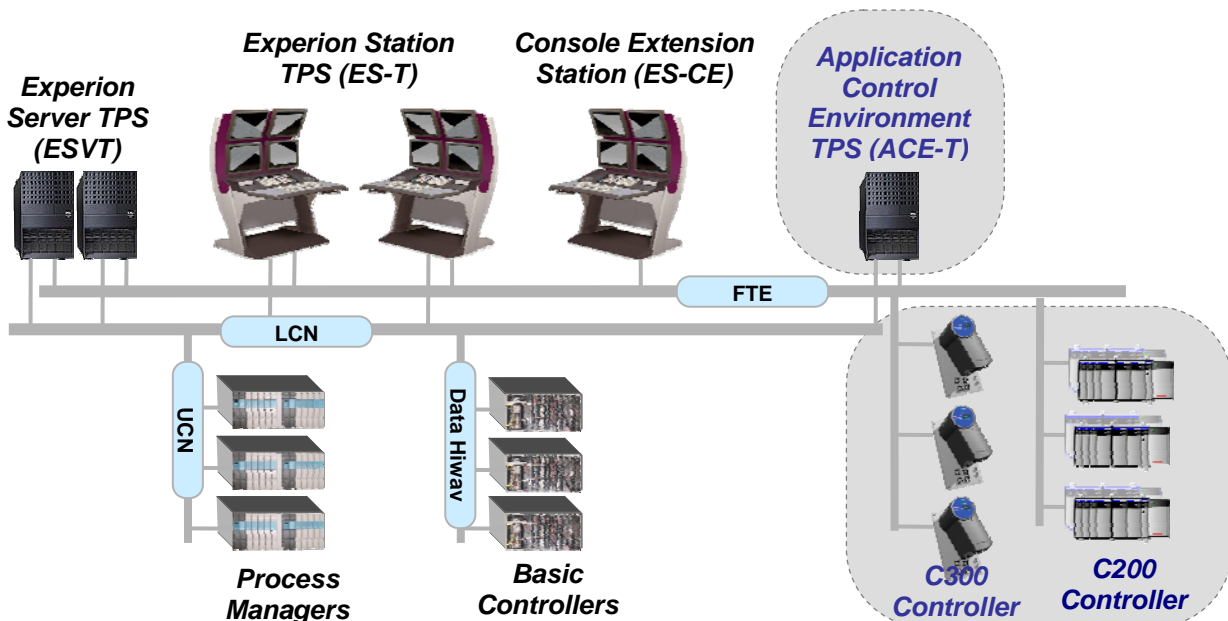 Experion Station
TPS (ES-T)
Console Extension
Station (ES-CE)
Application
Control
Environment
TPS (ACE-T)
Experion
Server TPS
(ESVT)
FTE
LCN
UCN
Data Hiway
Process
Managers
Basic
Controllers
C300
Controller
C200
Controller